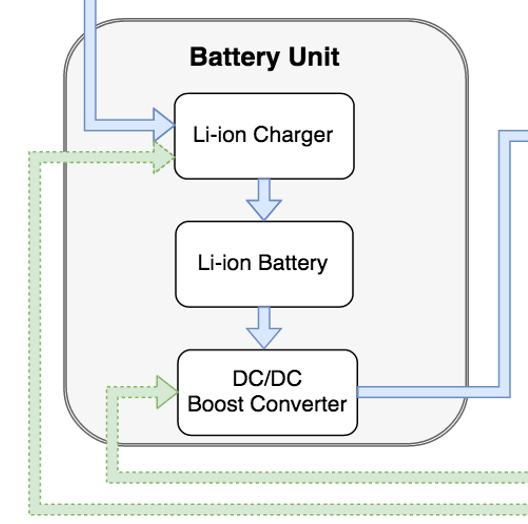 Battery Unit
Li-ion Charger
Li-ion Battery
DC/DC
Boost Converter